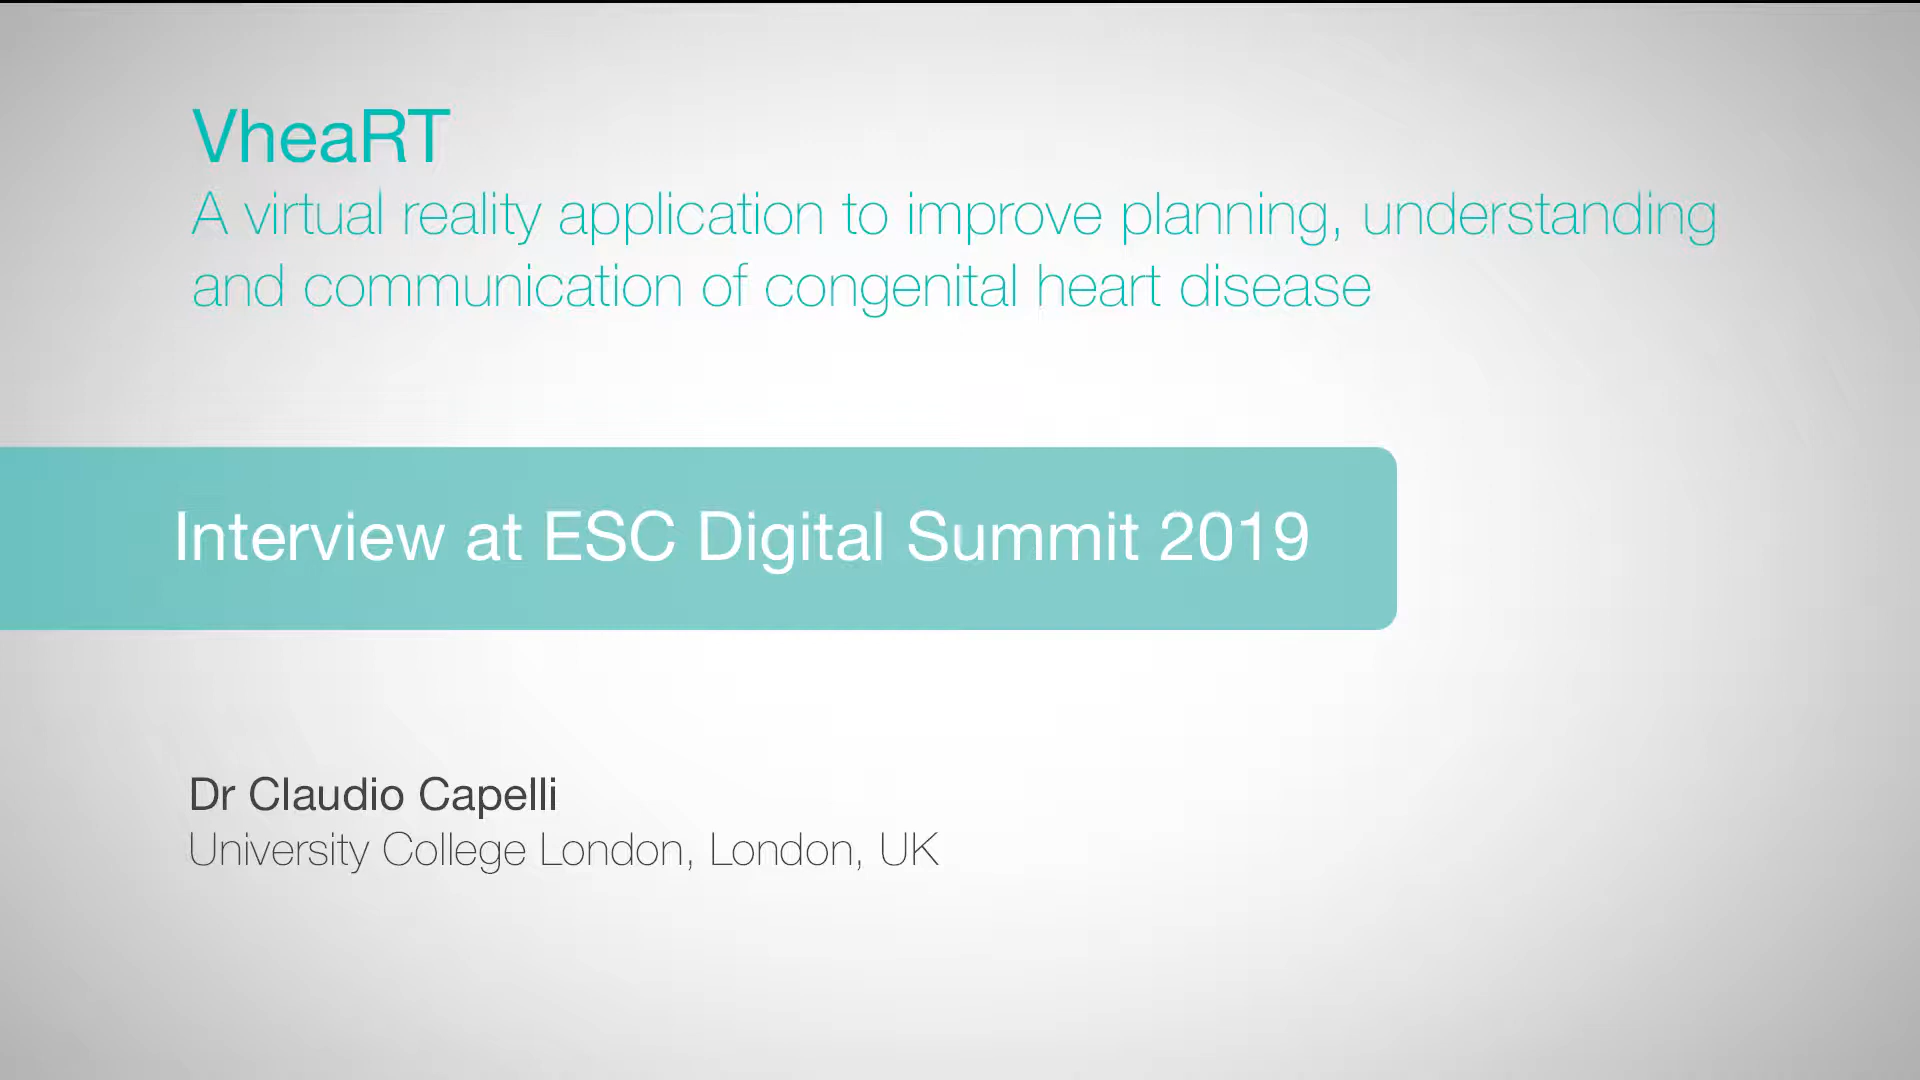 VheaRT
A virtual reality application to improve planning, understanding
and communication of congenital heart disease
Interview at ESC Digital Summit 2019
Dr Claudio Capelli
University College London, London, UK